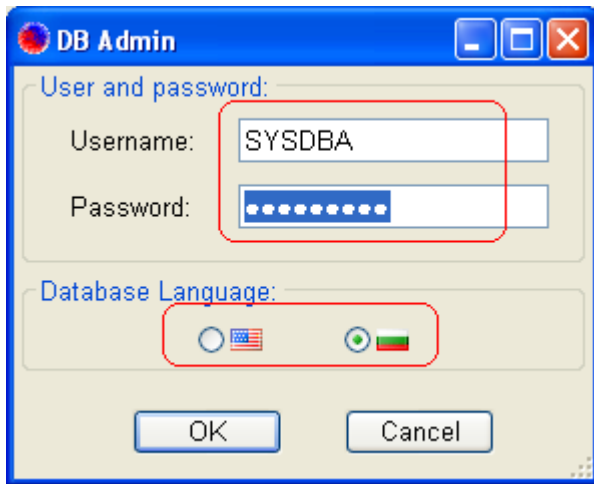 DB Admin
User and password:
Username: SYSDBA
Password: •••••••••
Database Language:
OK Cancel